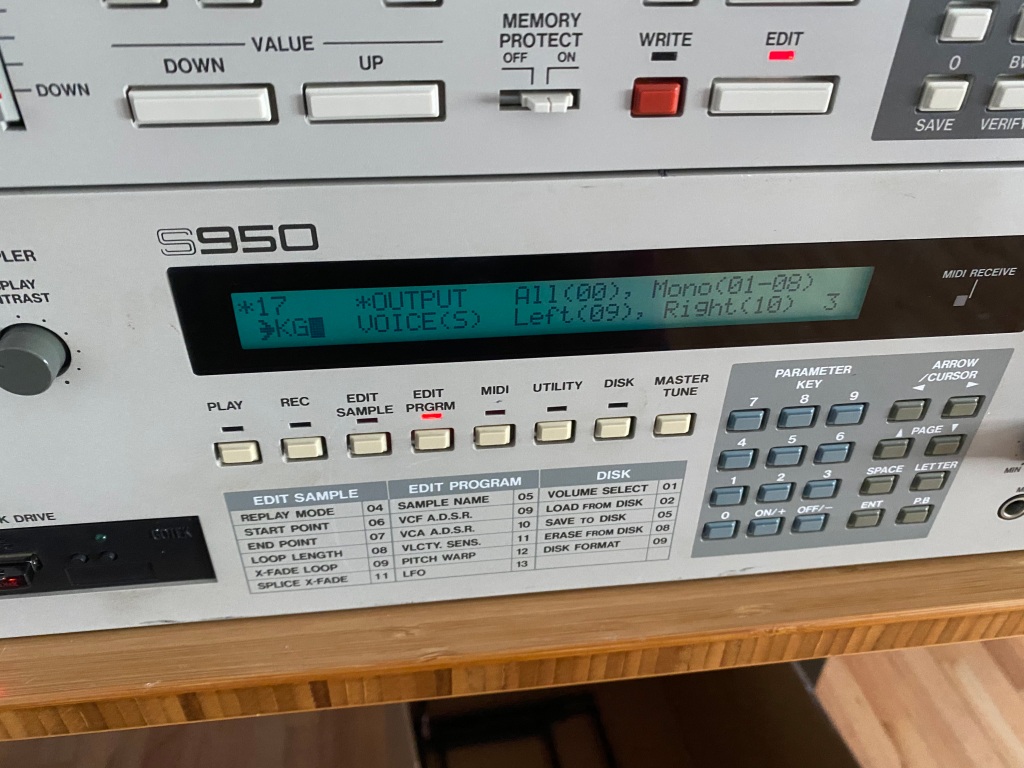 VALUE
MEMORY
PROTECT
OFF ON
WRITE
EDIT
DOWN
UP
DOWN
0
SAVE
VERIFY
S950
MIDI RECEIVE
*17 *OUTPUT All(00), Mono(01-08)
KG VOICE(S) Left(09), Right(10) 3
PLAY
REC
EDIT
SAMPLE
EDIT
PRGRM
MIDI
UTILITY
DISK
MASTER
TUNE
PARAMETER
KEY
ARROW
/CURSOR
7 8 9
4 5 6
PAGE
1 2 3
SPACE LETTER
0 ON/+ OFF/−
ENT P.B
EDIT SAMPLE
REPLAY MODE 04
START POINT 06
END POINT 07
LOOP LENGTH 08
X-FADE LOOP 09
SPLICE X-FADE 11
EDIT PROGRAM
SAMPLE NAME 05
VCF A.D.S.R. 09
VCA A.D.S.R. 10
VLCTY. SENS. 11
PITCH WARP 12
LFO 13
DISK
VOLUME SELECT 01
LOAD FROM DISK 02
SAVE TO DISK 05
ERASE FROM DISK 08
DISK FORMAT 09
DRIVE
GOTEK
MIN